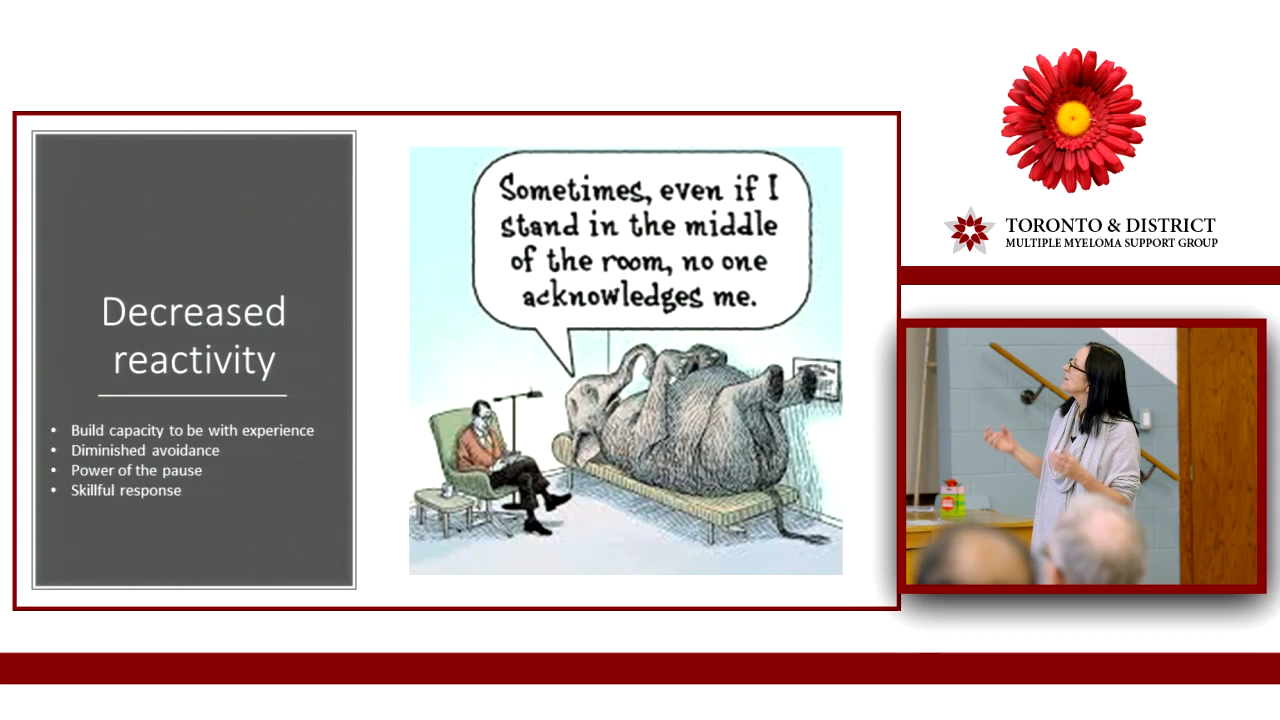 Decreased
reactivity
• Build capacity to be with experience
• Diminished avoidance
• Power of the pause
• Skillful response
Sometimes, even if I
stand in the middle
of the room, no one
acknowledges me.
TORONTO & DISTRICT
MULTIPLE MYELOMA SUPPORT GROUP